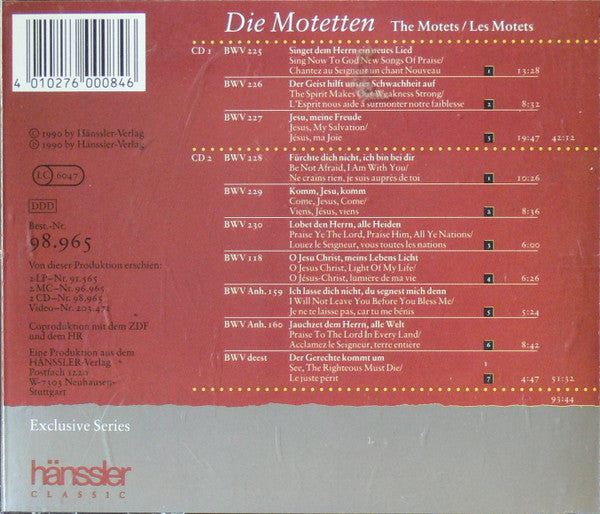 Die Motetten The Motets / Les Motets
CD 1 BWV 225 Singet dem Herrn ein neues Lied
Sing Now To God New Songs Of Praise/
Chantez au Seigneur un chant Nouveau 1 13:28
BWV 226 Der Geist hilft unser Schwachheit auf
The Spirit Makes Our Weakness Strong/
L'Esprit nous aide à surmonter notre faiblesse 2 8:32
BWV 227 Jesu, meine Freude
Jesus, My Salvation/
Jésus, ma Joie 3 19:47 42:12
CD 2 BWV 228 Fürchte dich nicht, ich bin bei dir
Be Not Afraid, I Am With You/
Ne crains rien, je suis auprès de toi 1 10:26
BWV 229 Komm, Jesu, komm
Come, Jesus, Come/
Viens, Jésus, viens 2 8:36
BWV 230 Lobet den Herrn, alle Heiden
Praise Ye The Lord, Praise Him, All Ye Nations/
Louez le Seigneur, vous toutes les nations 3 6:00
BWV 118 O Jesu Christ, meins Lebens Licht
O Jesus Christ, Light Of My Life/
O Jésus-Christ, lumière de ma vie 4 6:26
BWV Anh. 159 Ich lasse dich nicht, du segnest mich denn
I Will Not Leave You Before You Bless Me/
Je ne te laisse pas, car tu me bénis 5 5:24
BWV Anh. 160 Jauchzet dem Herrn, alle Welt
Praise To The Lord In Every Land/
Acclamez le Seigneur, terre entière 6 8:42
BWV deest Der Gerechte kommt um
See, The Righteous Must Die/
Le juste périt 7 4:47 51:32
93:44
4 010276 000846
© 1990 by Hänssler-Verlag
℗ 1990 by Hänssler-Verlag
LC 6047
DDD
Best.-Nr.
98.965
Von dieser Produktion erschien:
2 LP–Nr. 91.565
2 MC–Nr. 96.965
2 CD–Nr. 98.965
Video–Nr. 203.472
Coproduktion mit dem ZDF
und dem HR
Eine Produktion aus dem
HÄNSSLER-Verlag
Postfach 1220
W-7303 Neuhausen-
Stuttgart
Exclusive Series
hänssler
CLASSIC